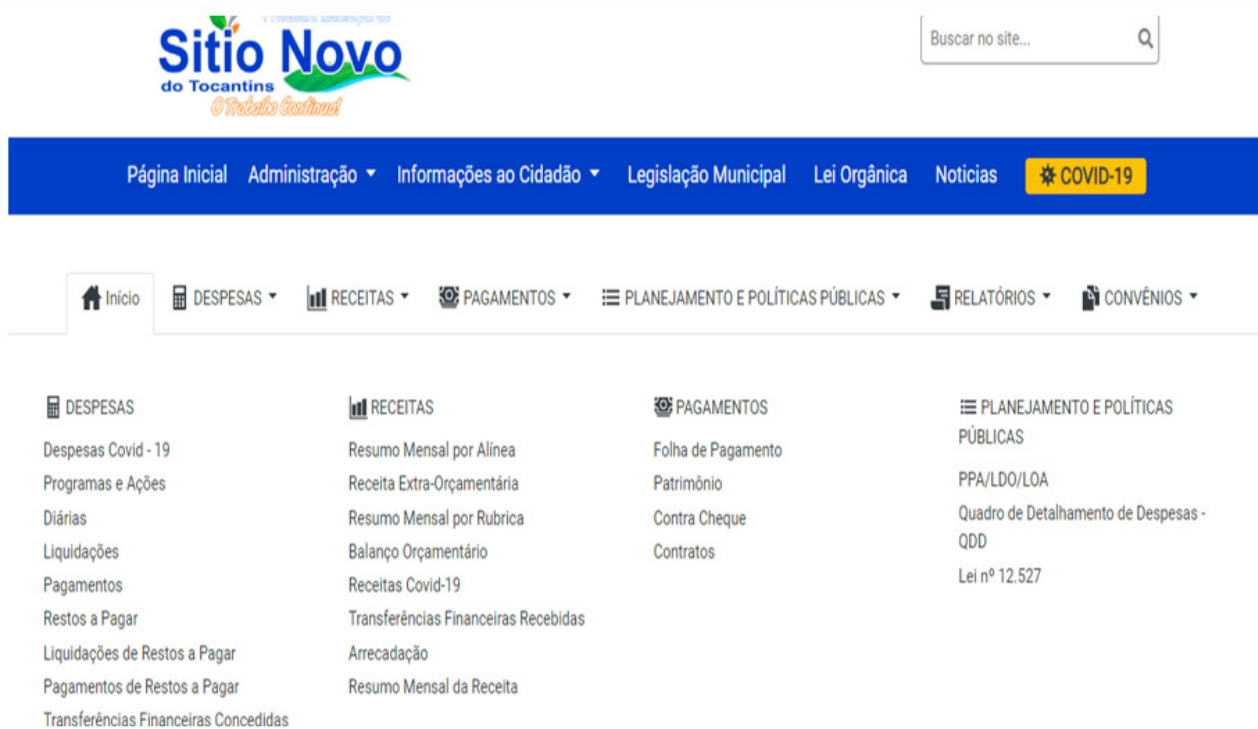 Sitio Novo
do Tocantins
O Trabalho Continua!
Buscar no site...
Página Inicial Administração Informações ao Cidadão Legislação Municipal Lei Orgânica Noticias COVID-19
Início DESPESAS RECEITAS PAGAMENTOS PLANEJAMENTO E POLÍTICAS PÚBLICAS RELATÓRIOS CONVÊNIOS
DESPESAS
Despesas Covid - 19
Programas e Ações
Diárias
Liquidações
Pagamentos
Restos a Pagar
Liquidações de Restos a Pagar
Pagamentos de Restos a Pagar
Transferências Financeiras Concedidas
RECEITAS
Resumo Mensal por Alínea
Receita Extra-Orçamentária
Resumo Mensal por Rubrica
Balanço Orçamentário
Receitas Covid-19
Transferências Financeiras Recebidas
Arrecadação
Resumo Mensal da Receita
PAGAMENTOS
Folha de Pagamento
Patrimônio
Contra Cheque
Contratos
PLANEJAMENTO E POLÍTICAS
PÚBLICAS
PPA/LDO/LOA
Quadro de Detalhamento de Despesas -
QDD
Lei nº 12.527